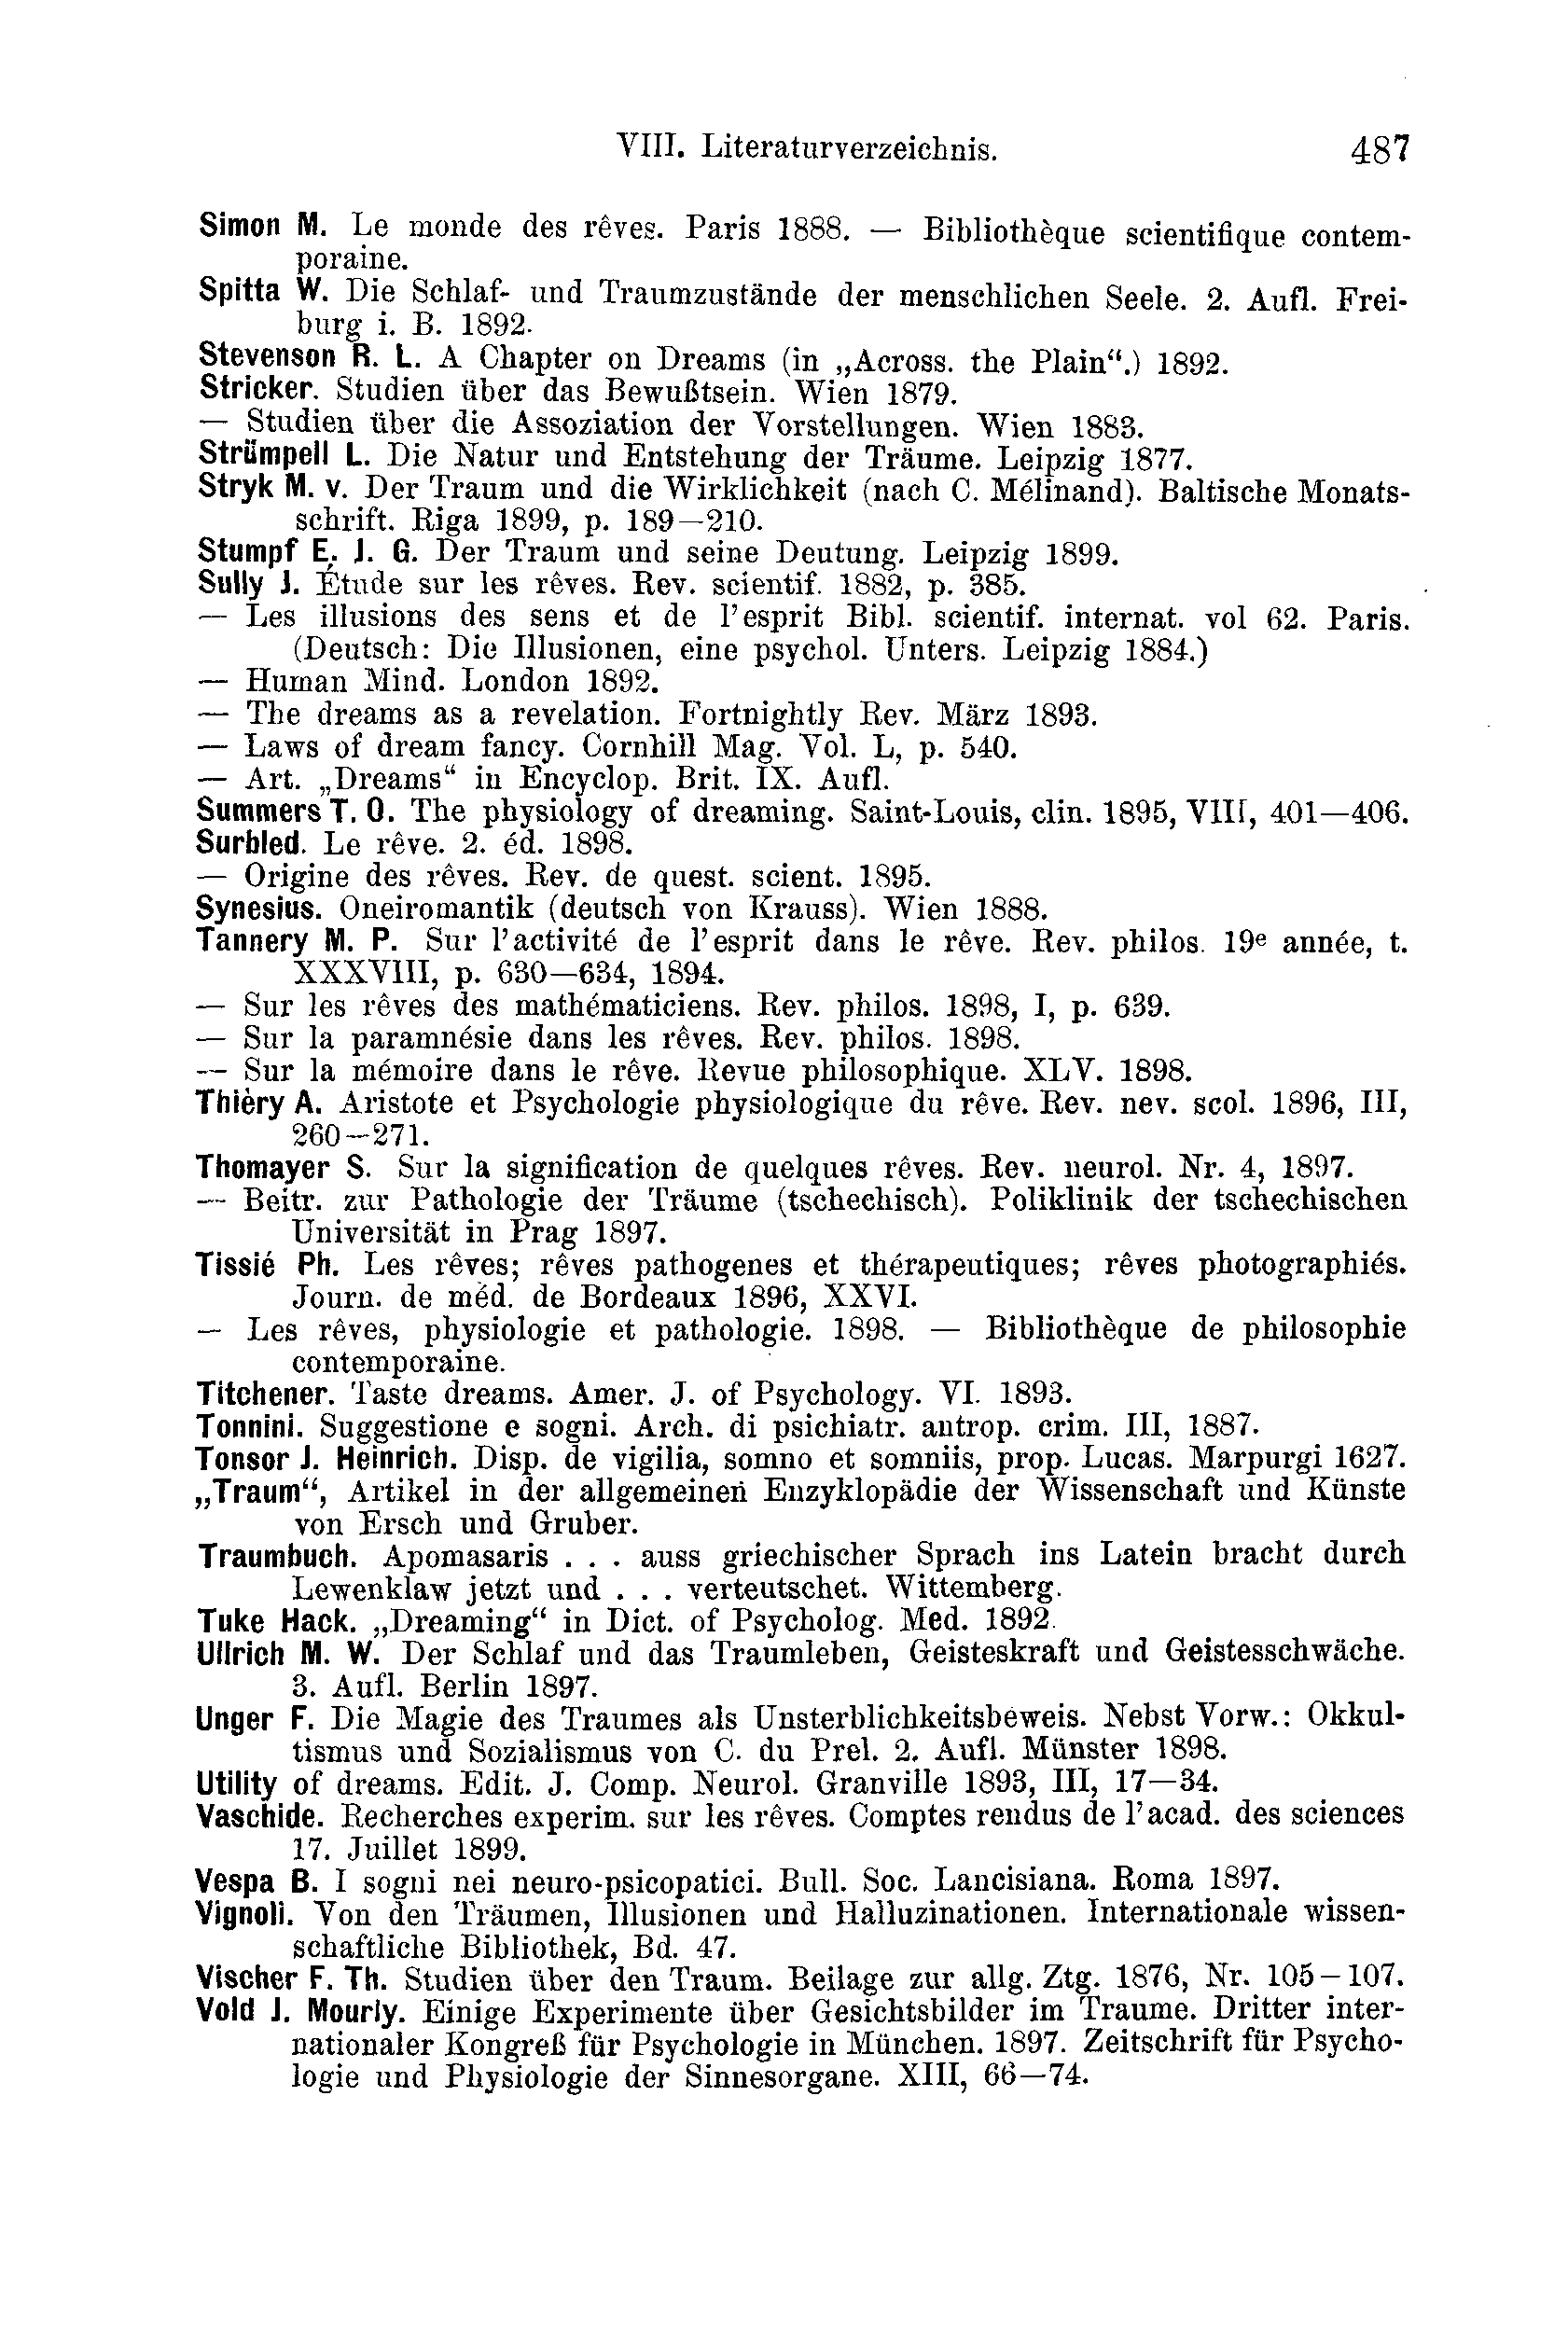 VIII. Literaturverzeichnis. 487
Simon M. Le monde des rêves. Paris 1888. — Bibliothèque scientifique contem-
poraine.
Spitta W. Die Schlaf- und Traumzustände der menschlichen Seele. 2. Aufl. Frei-
burg i. B. 1892.
Stevenson R. L. A Chapter on Dreams (in „Across. the Plain“.) 1892.
Stricker. Studien über das Bewußtsein. Wien 1879.
— Studien über die Assoziation der Vorstellungen. Wien 1883.
Strümpell L. Die Natur und Entstehung der Träume. Leipzig 1877.
Stryk M. v. Der Traum und die Wirklichkeit (nach C. Mélinand). Baltische Monats-
schrift. Riga 1899, p. 189—210.
Stumpf E. J. G. Der Traum und seine Deutung. Leipzig 1899.
Sully J. Étude sur les rêves. Rev. scientif. 1882, p. 385.
— Les illusions des sens et de l’esprit Bibl. scientif. internat. vol 62. Paris.
(Deutsch: Die Illusionen, eine psychol. Unters. Leipzig 1884.)
— Human Mind. London 1892.
— The dreams as a revelation. Fortnightly Rev. März 1893.
— Laws of dream fancy. Cornhill Mag. Vol. L, p. 540.
— Art. „Dreams“ in Encyclop. Brit. IX. Aufl.
Summers T. O. The physiology of dreaming. Saint-Louis, clin. 1895, VIII, 401—406.
Surbled. Le rêve. 2. éd. 1898.
— Origine des rêves. Rev. de quest. scient. 1895.
Synesius. Oneiromantik (deutsch von Krauss). Wien 1888.
Tannery M. P. Sur l’activité de l’esprit dans le rêve. Rev. philos. 19e année, t.
XXXVIII, p. 630—634, 1894.
— Sur les rêves des mathématiciens. Rev. philos. 1898, I, p. 639.
— Sur la paramnésie dans les rêves. Rev. philos. 1898.
— Sur la mémoire dans le rêve. Revue philosophique. XLV. 1898.
Thièry A. Aristote et Psychologie physiologique du rêve. Rev. nev. scol. 1896, III,
260—271.
Thomayer S. Sur la signification de quelques rêves. Rev. neurol. Nr. 4, 1897.
— Beitr. zur Pathologie der Träume (tschechisch). Poliklinik der tschechischen
Universität in Prag 1897.
Tissié Ph. Les rêves; rêves pathogenes et thérapeutiques; rêves photographiés.
Journ. de méd. de Bordeaux 1896, XXVI.
— Les rêves, physiologie et pathologie. 1898. — Bibliothèque de philosophie
contemporaine.
Titchener. Taste dreams. Amer. J. of Psychology. VI. 1893.
Tonnini. Suggestione e sogni. Arch. di psichiatr. antrop. crim. III, 1887.
Tonsor J. Heinrich. Disp. de vigilia, somno et somniis, prop. Lucas. Marpurgi 1627.
„Traum“, Artikel in der allgemeinen Enzyklopädie der Wissenschaft und Künste
von Ersch und Gruber.
Traumbuch. Apomasaris . . . auss griechischer Sprach ins Latein bracht durch
Lewenklaw jetzt und . . . verteutschet. Wittemberg.
Tuke Hack. „Dreaming“ in Dict. of Psycholog. Med. 1892.
Ullrich M. W. Der Schlaf und das Traumleben, Geisteskraft und Geistesschwäche.
3. Aufl. Berlin 1897.
Unger F. Die Magie des Traumes als Unsterblichkeitsbeweis. Nebst Vorw.: Okkul-
tismus und Sozialismus von C. du Prel. 2. Aufl. Münster 1898.
Utility of dreams. Edit. J. Comp. Neurol. Granville 1893, III, 17—34.
Vaschide. Recherches experim. sur les rêves. Comptes rendus de l’acad. des sciences
17. Juillet 1899.
Vespa B. I sogni nei neuro-psicopatici. Bull. Soc. Lancisiana. Roma 1897.
Vignoli. Von den Träumen, Illusionen und Halluzinationen. Internationale wissen-
schaftliche Bibliothek, Bd. 47.
Vischer F. Th. Studien über den Traum. Beilage zur allg. Ztg. 1876, Nr. 105—107.
Vold J. Mourly. Einige Experimente über Gesichtsbilder im Traume. Dritter inter-
nationaler Kongreß für Psychologie in München. 1897. Zeitschrift für Psycho-
logie und Physiologie der Sinnesorgane. XIII, 66—74.